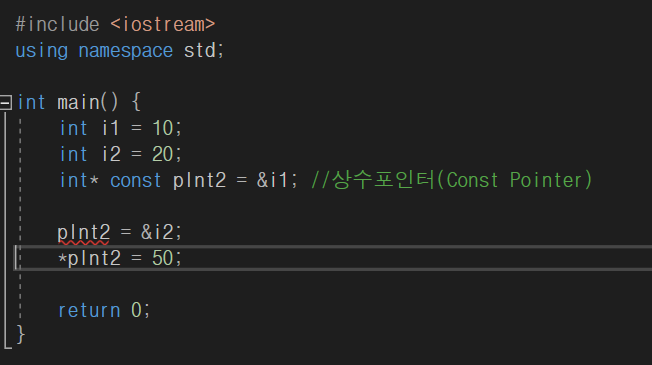 #include <iostream>
using namespace std;
int main() {
int i1 = 10;
int i2 = 20;
int* const pInt2 = &i1; //상수포인터(Const Pointer)
pInt2 = &i2;
*pInt2 = 50;
return 0;
}